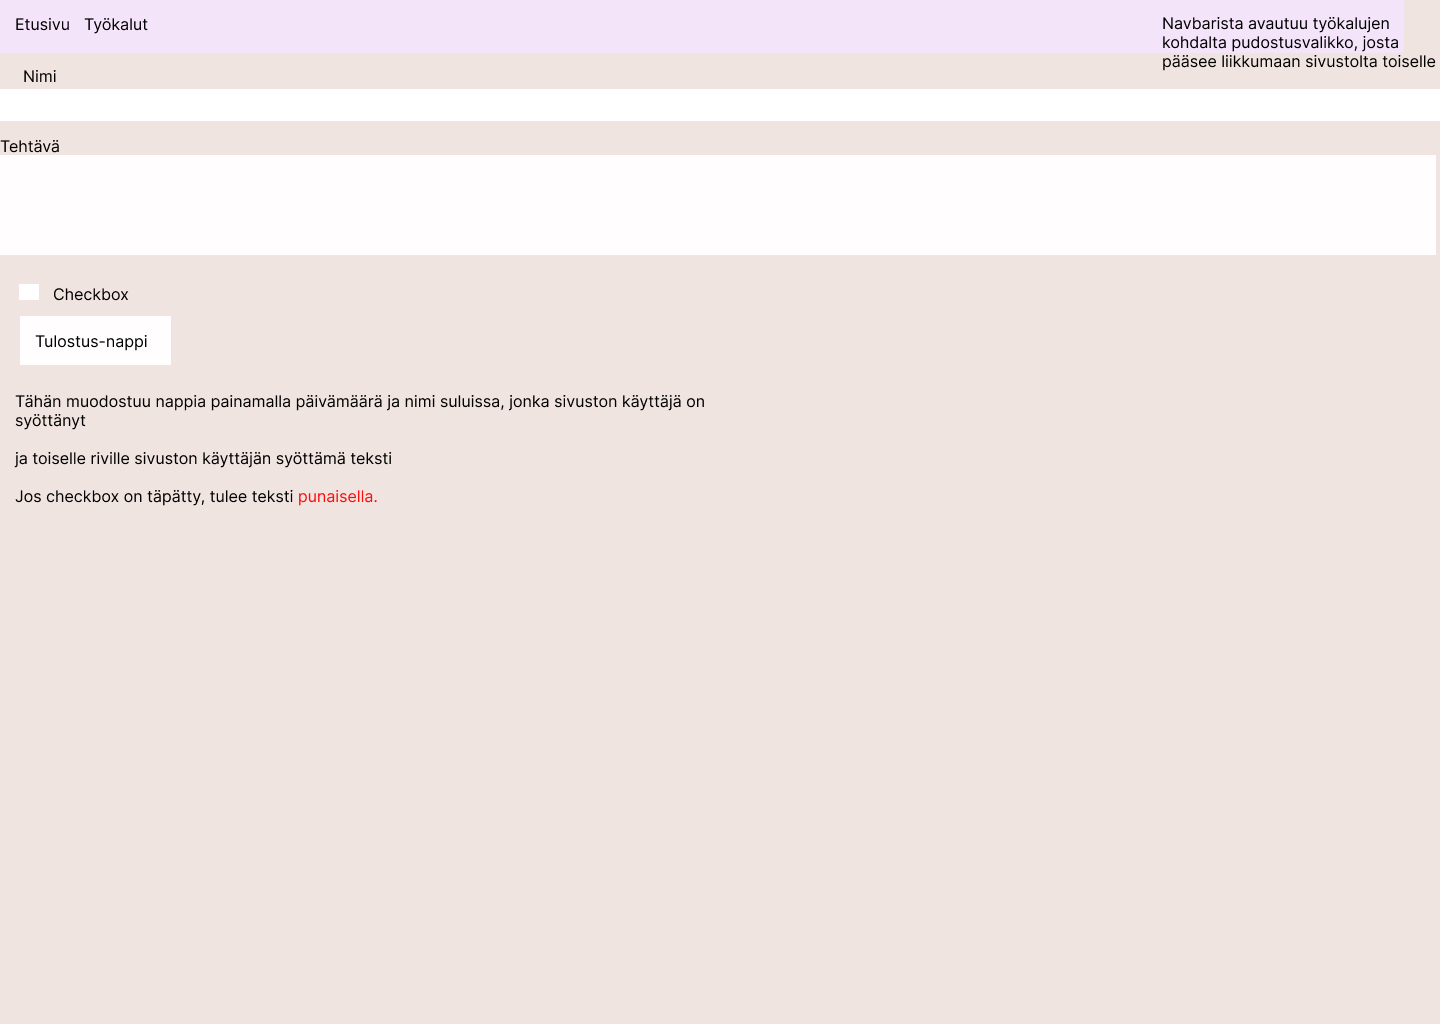 Etusivu Työkalut
Navbarista avautuu työkalujen
kohdalta pudostusvalikko, josta
pääsee liikkumaan sivustolta toiselle
Nimi
Tehtävä
Checkbox
Tulostus-nappi
Tähän muodostuu nappia painamalla päivämäärä ja nimi suluissa, jonka sivuston käyttäjä on
syöttänyt
ja toiselle riville sivuston käyttäjän syöttämä teksti
Jos checkbox on täpätty, tulee teksti punaisella.